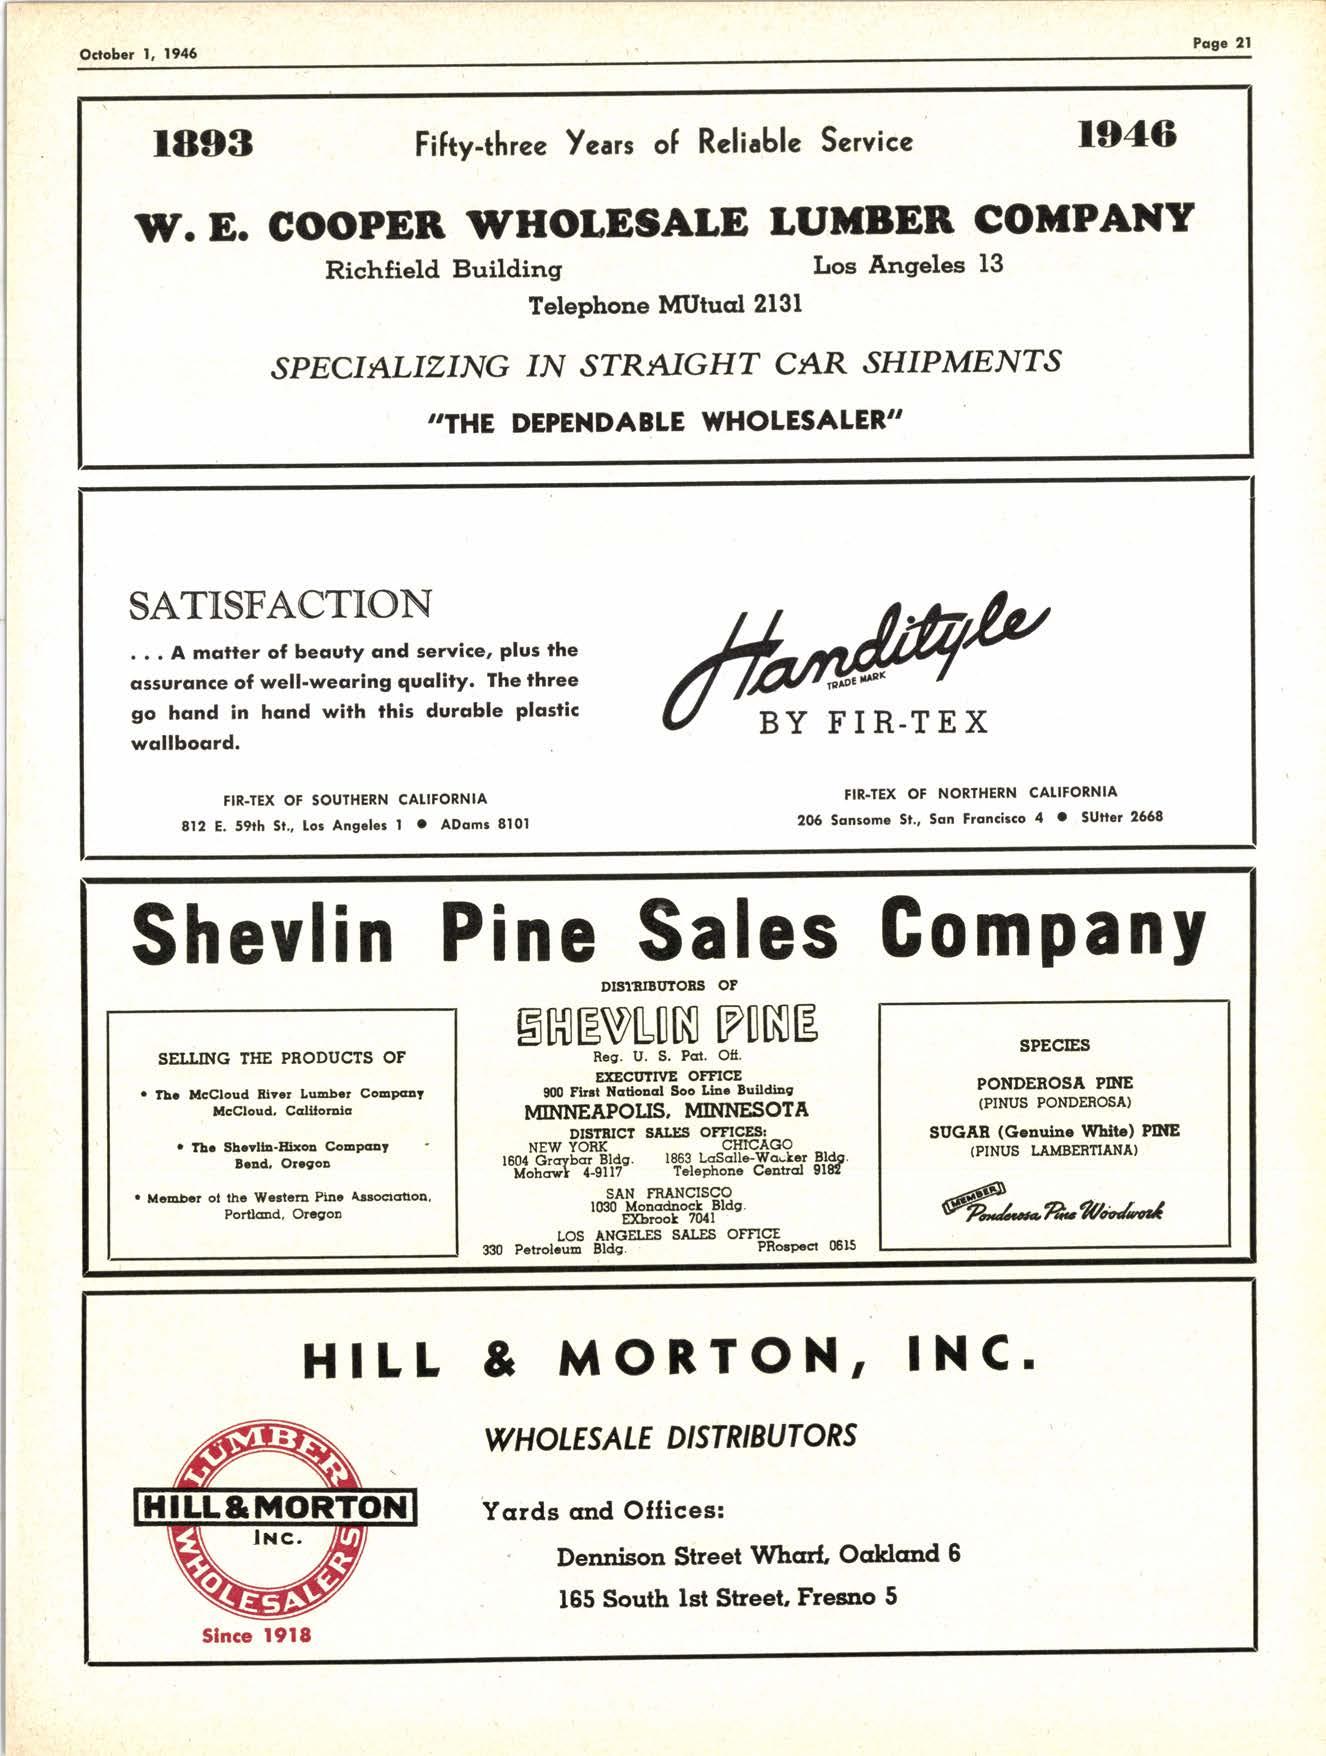 October 1, 1946
Page 21
1893
Fifty-three Years of Reliable Service
1946
W. E. COOPER WHOLESALE LUMBER COMPANY
Richfield Building
Los Angeles 13
Telephone MUtual 2131
SPECIALIZING IN STRAIGHT CAR SHIPMENTS
"THE DEPENDABLE WHOLESALER"
SATISFACTION
. . . A matter of beauty and service, plus the
assurance of well-wearing quality. The three
go hand in hand with this durable plastic
wallboard.
Handityle
TRADE MARK
BY FIR-TEX
FIR-TEX OF SOUTHERN CALIFORNIA
812 E. 59th St., Los Angeles 1 ● ADams 8101
FIR-TEX OF NORTHERN CALIFORNIA
206 Sansome St., San Francisco 4 ● SUtter 2668
Shevlin Pine Sales Company
SELLING THE PRODUCTS OF
• The McCloud River Lumber Company
McCloud, California
• The Shevlin-Hixon Company
Bend, Oregon
• Member of the Western Pine Association,
Portland, Oregon
DISTRIBUTORS OF
SHEVLIN PINE
Reg. U. S. Pat. Off.
EXECUTIVE OFFICE
900 First National Soo Line Building
MINNEAPOLIS, MINNESOTA
DISTRICT SALES OFFICES:
NEW YORK
1604 Graybar Bldg.
Mohawk 4-9117
CHICAGO
1863 LaSalle-Wacker Bldg.
Telephone Central 9182
SAN FRANCISCO
1030 Monadnock Bldg.
EXbrook 7041
LOS ANGELES SALES OFFICE
330 Petroleum Bldg. PRospect 0615
SPECIES
PONDEROSA PINE
(PINUS PONDEROSA)
SUGAR (Genuine White) PINE
(PINUS LAMBERTIANA)
MEMBER
Ponderosa Pine Woodwork
HILL & MORTON, INC.
LUMBER
HILL & MORTON
INC.
WHOLESALERS
Since 1918
WHOLESALE DISTRIBUTORS
Yards and Offices:
Dennison Street Wharf, Oakland 6
165 South 1st Street, Fresno 5